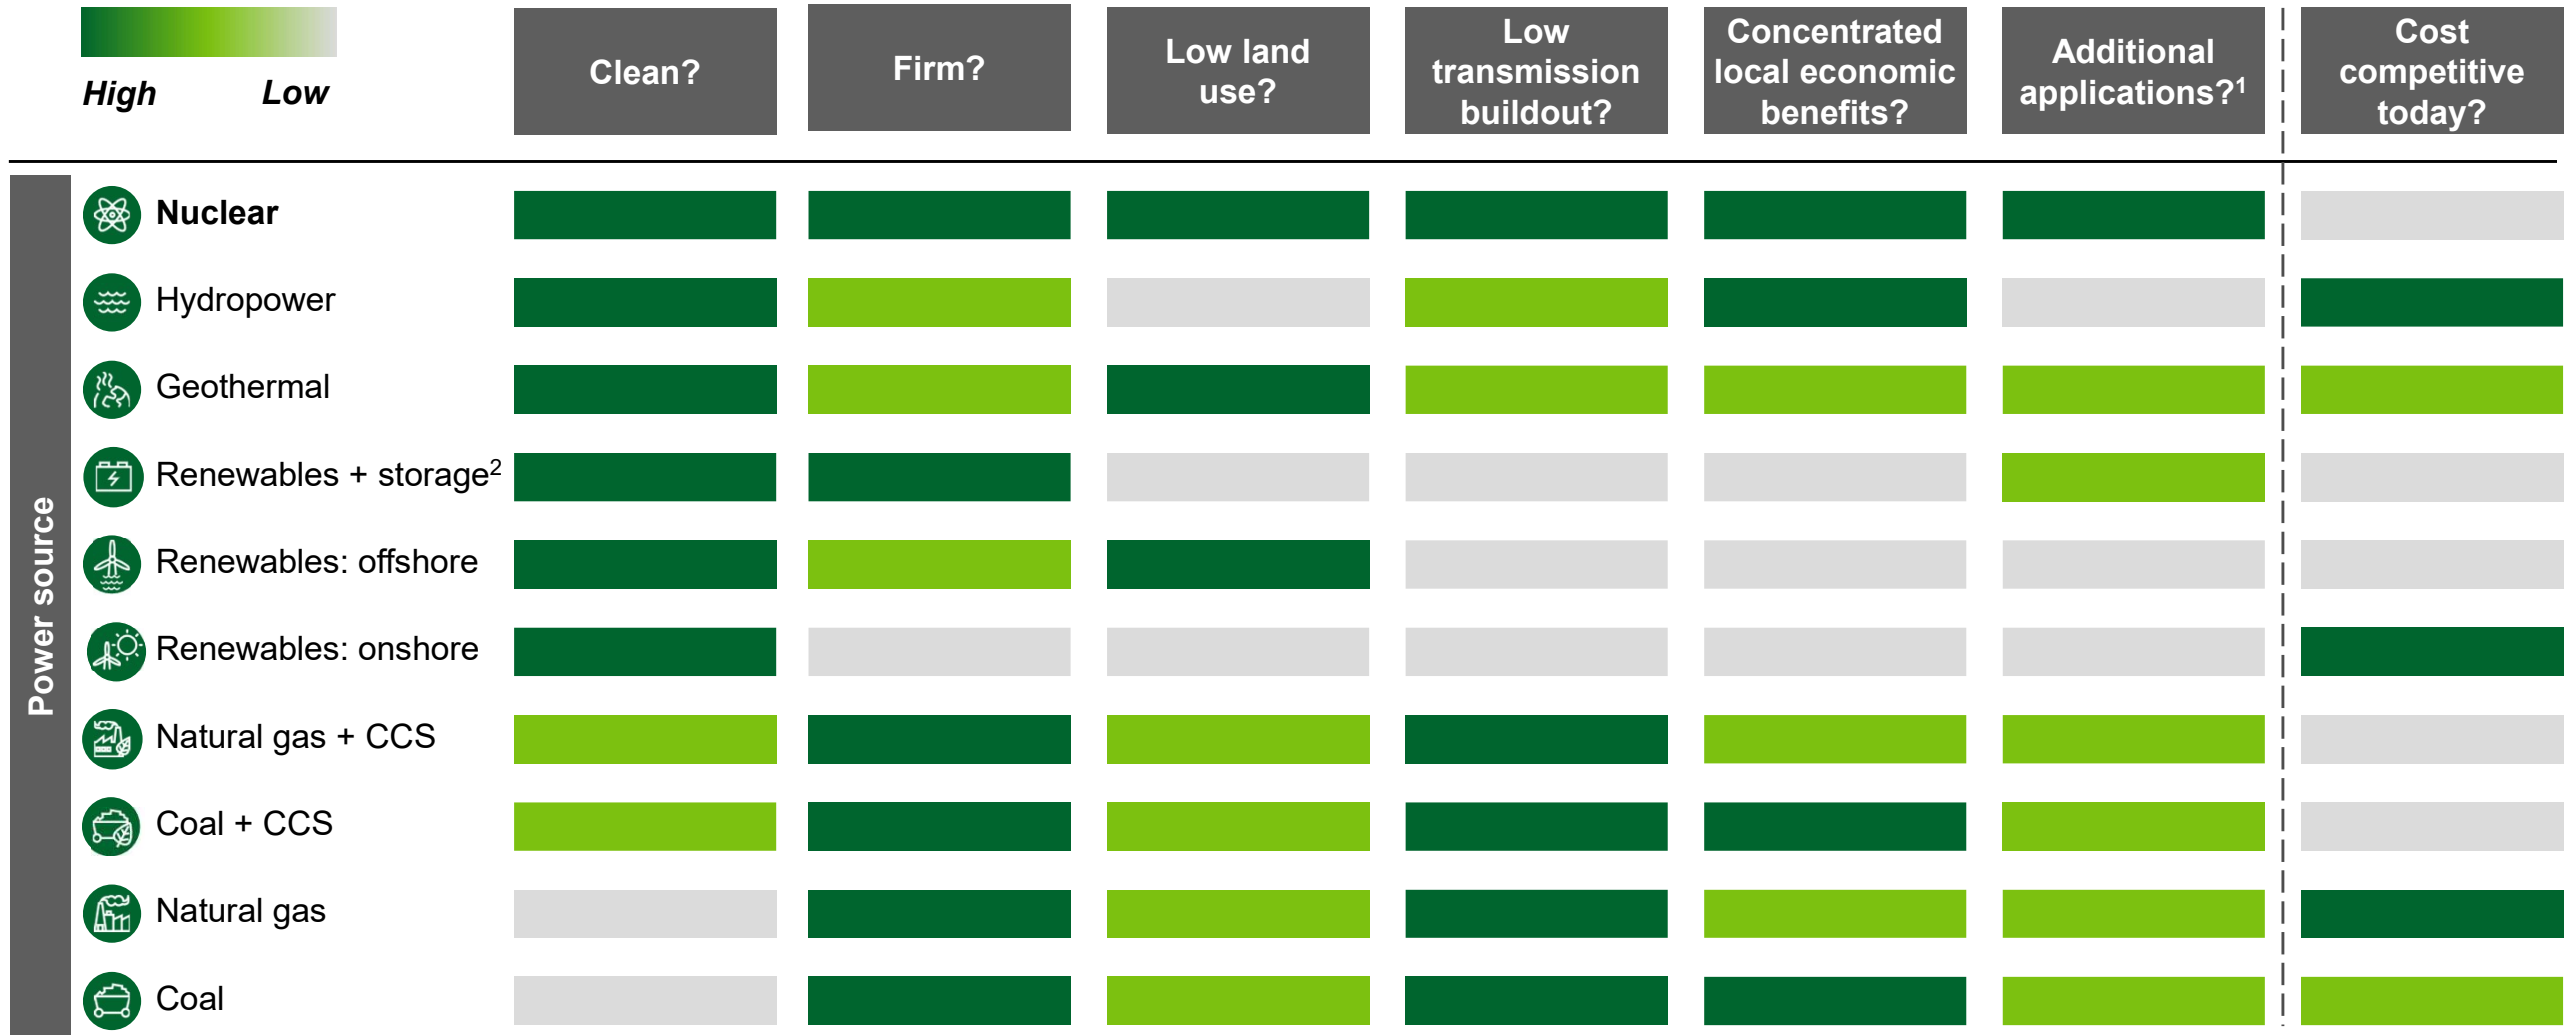 High Low
Clean?
Firm?
Low land
use?
Low
transmission
buildout?
Concentrated
local economic
benefits?
Additional
applications?1
Cost
competitive
today?
Power source
Nuclear
Hydropower
Geothermal
Renewables + storage2
Renewables: offshore
Renewables: onshore
Natural gas + CCS
Coal + CCS
Natural gas
Coal